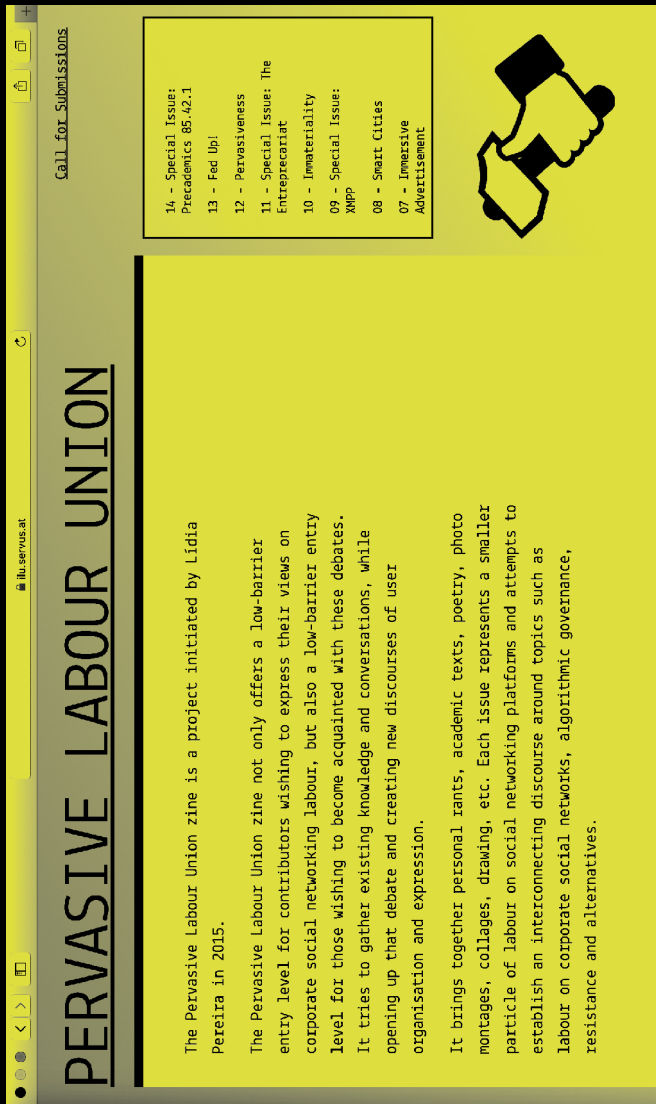 ilu.servus.at
PERVASIVE LABOUR UNION
Call for Submissions
The Pervasive Labour Union zine is a project initiated by Lídia
Pereira in 2015.
The Pervasive Labour Union zine not only offers a low-barrier
entry level for contributors wishing to express their views on
corporate social networking labour, but also a low-barrier entry
level for those wishing to become acquainted with these debates.
It tries to gather existing knowledge and conversations, while
opening up that debate and creating new discourses of user
organisation and expression.
It brings together personal rants, academic texts, poetry, photo
montages, collages, drawing, etc. Each issue represents a smaller
particle of labour on social networking platforms and attempts to
establish an interconnecting discourse around topics such as
labour on corporate social networks, algorithmic governance,
resistance and alternatives.
14 - Special Issue:
Precademics 85.42.1
13 - Fed Up!
12 - Pervasiveness
11 - Special Issue: The
Entreprecariat
10 - Immateriality
09 - Special Issue:
XMPP
08 - Smart Cities
07 - Immersive
Advertisement